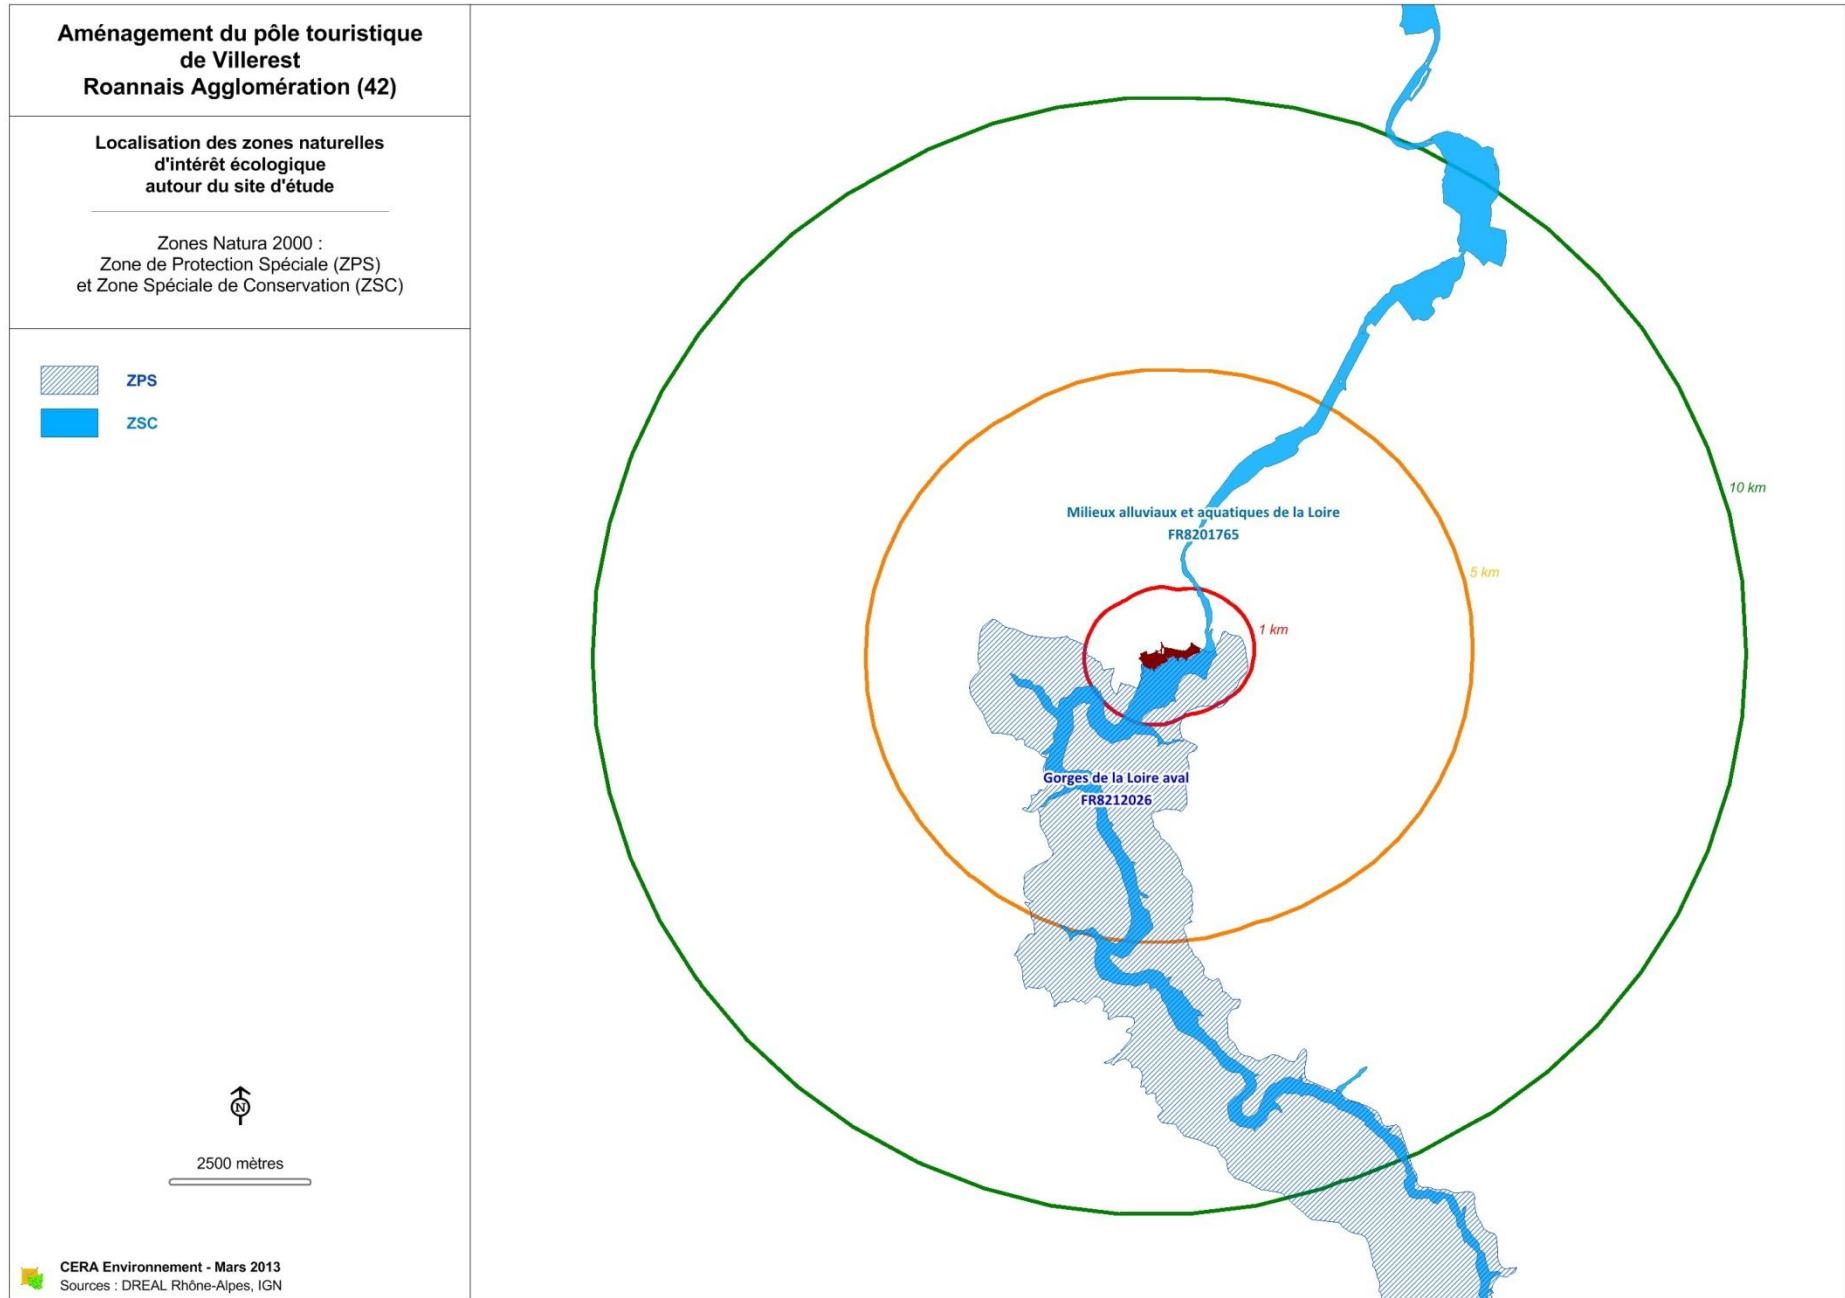 Aménagement du pôle touristique
de Villerest
Roannais Agglomération (42)
Localisation des zones naturelles
d'intérêt écologique
autour du site d'étude
Zones Natura 2000 :
Zone de Protection Spéciale (ZPS)
et Zone Spéciale de Conservation (ZSC)
ZPS
ZSC
10 km
Milieux alluviaux et aquatiques de la Loire
FR8201765
5 km
1 km
Gorges de la Loire aval
FR8212026
N
2500 mètres
CERA Environnement - Mars 2013
Sources : DREAL Rhône-Alpes, IGN